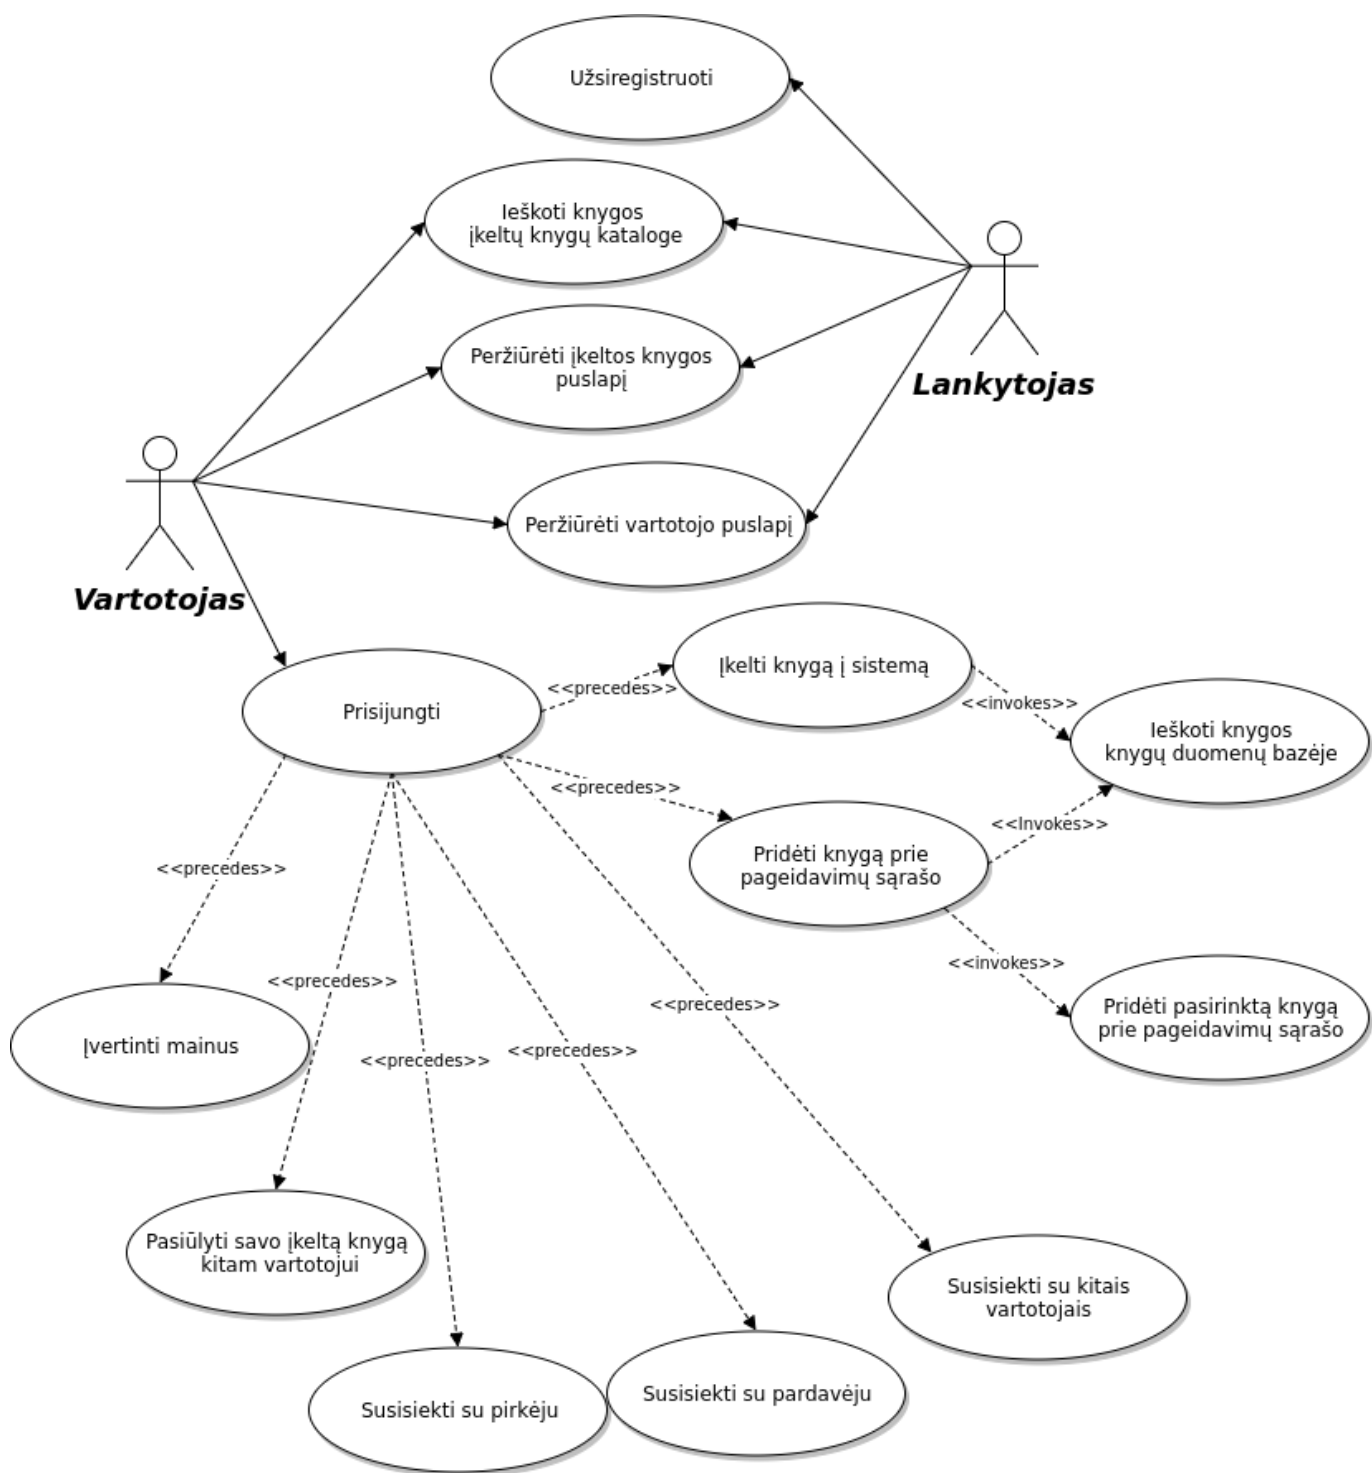 Užsiregistruoti
Ieškoti knygos
įkeltų knygų kataloge
Peržiūrėti įkeltos knygos
puslapį
Lankytojas
Peržiūrėti vartotojo puslapį
Vartotojas
Įkelti knygą į sistemą
<<precedes>>
<<invokes>>
Prisijungti
Ieškoti knygos
knygų duomenų bazėje
<<precedes>>
<<Invokes>>
Pridėti knygą prie
pageidavimų sąrašo
<<precedes>>
<<invokes>>
<<precedes>>
<<precedes>>
Pridėti pasirinktą knygą
prie pageidavimų sąrašo
Įvertinti mainus
<<precedes>>
<<precedes>>
Pasiūlyti savo įkeltą knygą
kitam vartotojui
Susisiekti su kitais
vartotojais
Susisiekti su pardavėju
Susisiekti su pirkėju